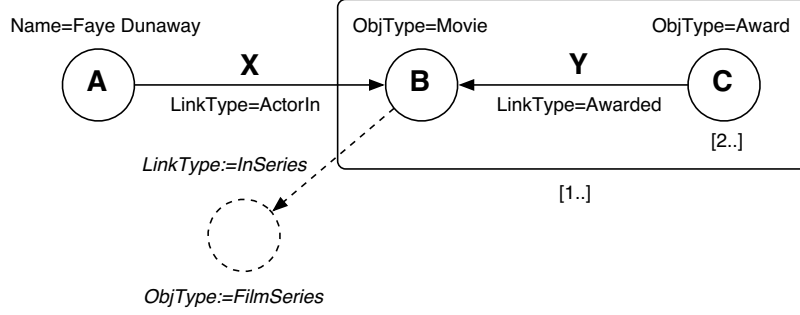 Name=Faye Dunaway
ObjType=Movie
ObjType=Award
A
X
B
Y
C
LinkType=ActorIn
LinkType=Awarded
[2..]
LinkType:=InSeries
[1..]
ObjType:=FilmSeries